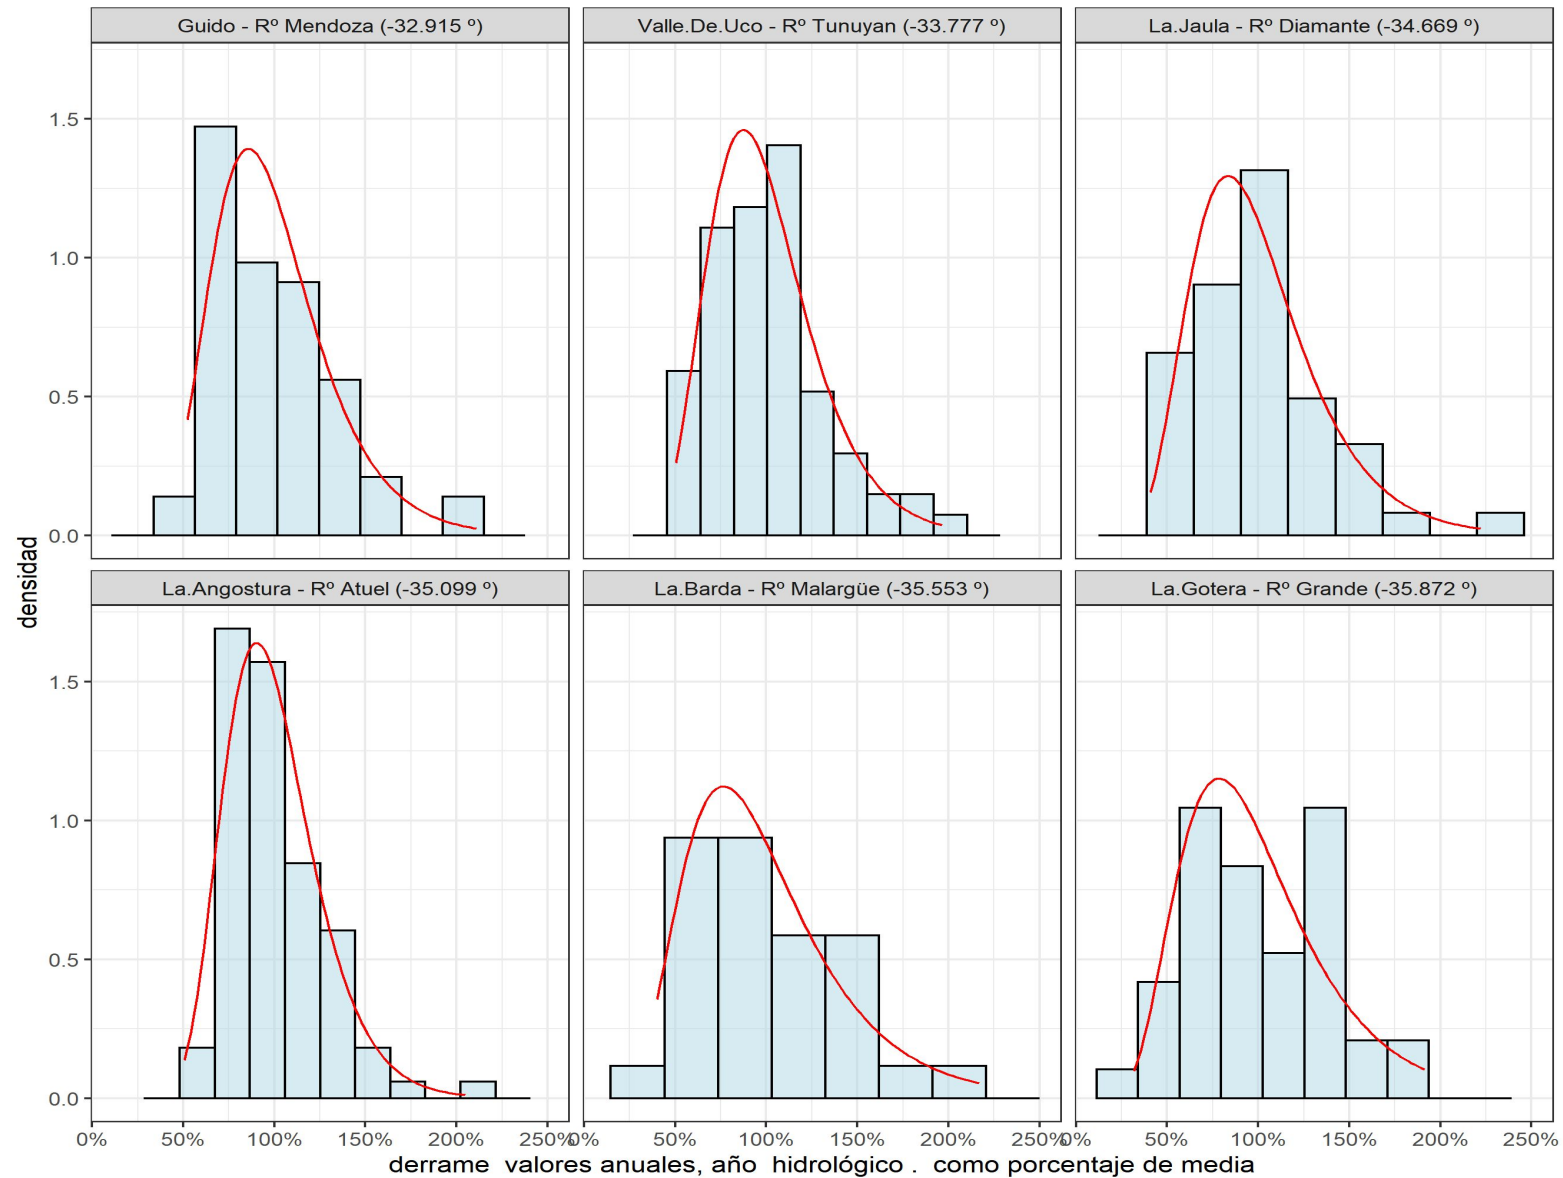 Guido - Rº Mendoza (-32.915 º)
Valle.De.Uco - Rº Tunuyan (-33.777 º)
La.Jaula - Rº Diamante (-34.669 º)
1.5
1.0
0.5
0.0
densidad
La.Angostura - Rº Atuel (-35.099 º)
La.Barda - Rº Malargüe (-35.553 º)
La.Gotera - Rº Grande (-35.872 º)
1.5
1.0
0.5
0.0
0% 50% 100% 150% 200% 250%
0% 50% 100% 150% 200% 250%
0% 50% 100% 150% 200% 250%
derrame  valores anuales, año  hidrológico .  como porcentaje de media